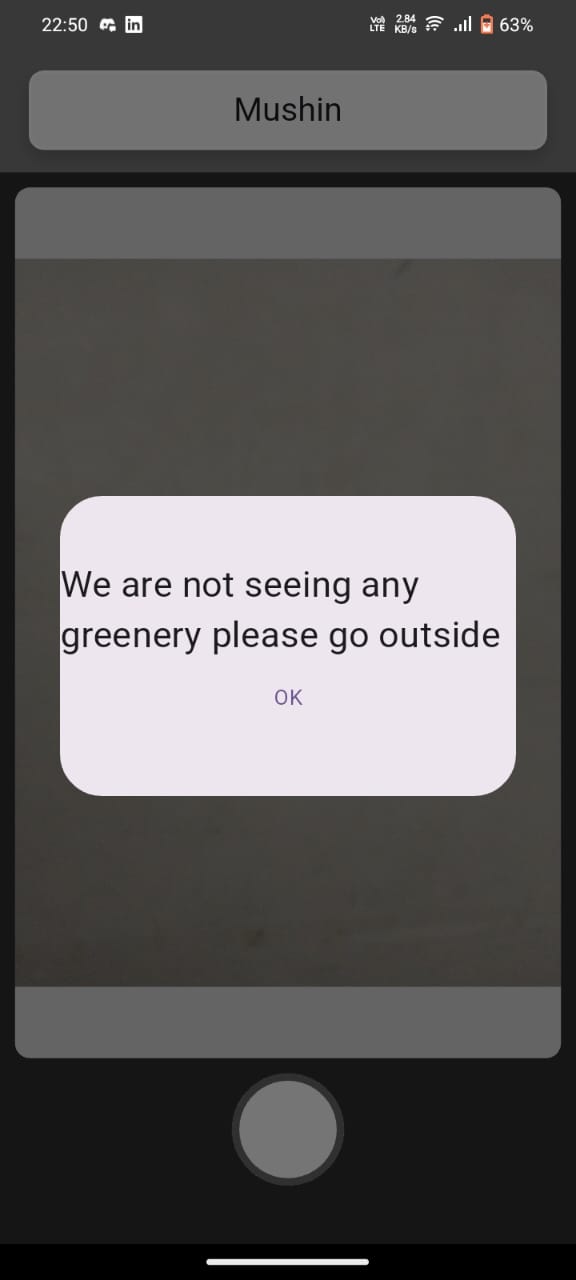 22:50 in Vo) LTE 2.84 KB/s 63%
Mushin
We are not seeing any
greenery please go outside
OK